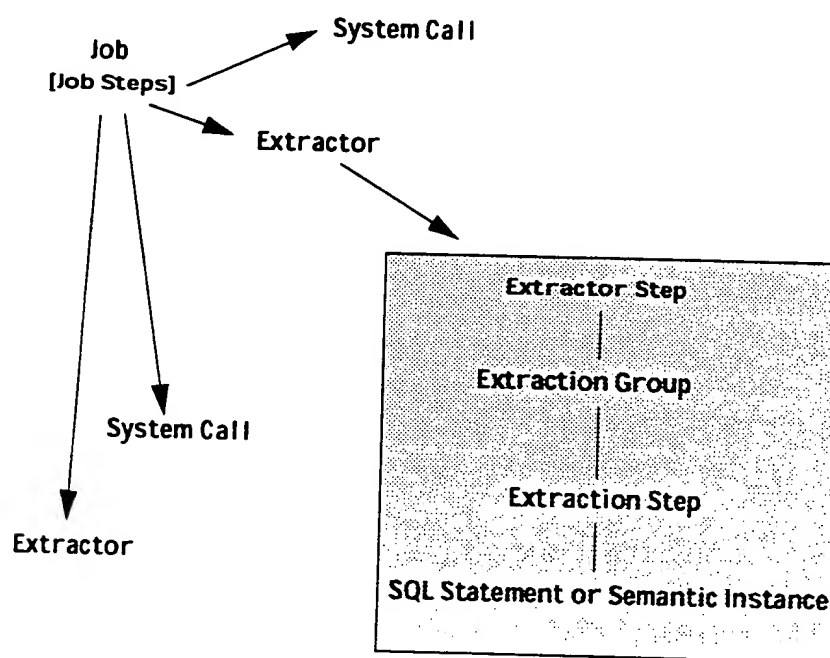 System Call
Job
[Job Steps]
Extractor
Extractor Step
Extraction Group
System Call
Extraction Step
Extractor
SQL Statement or Semantic Instance